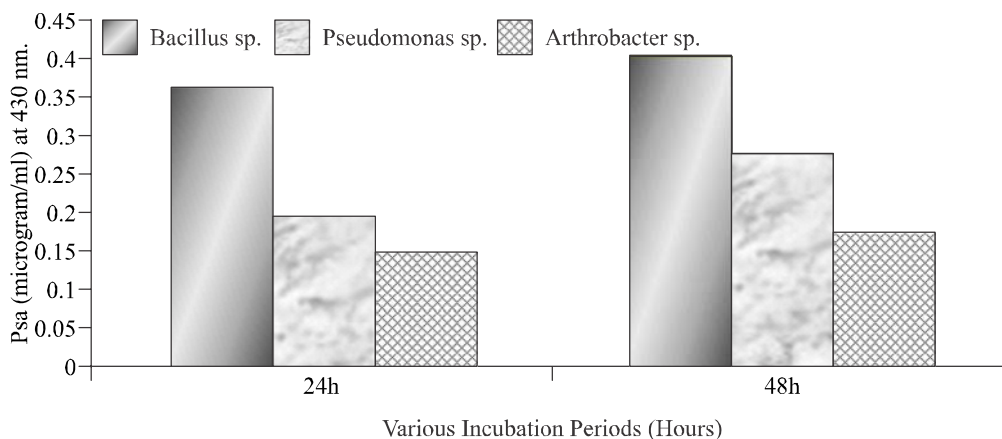 0.45
0.4
0.35
0.3
0.25
0.2
0.15
0.1
0.05
0
Psa (microgram/ml) at 430 nm.
Bacillus sp. Pseudomonas sp. Arthrobacter sp.
24h 48h
Various Incubation Periods (Hours)